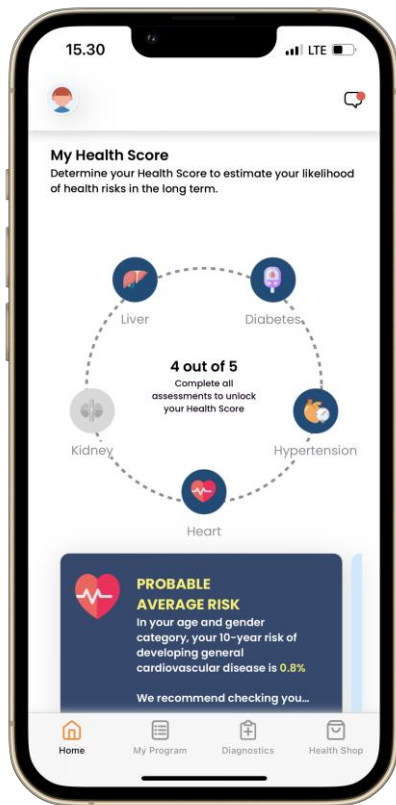 15.30
LTE
My Health Score
Determine your Health Score to estimate your likelihood
of health risks in the long term.
Liver
Diabetes
4 out of 5
Complete all
assessments to unlock
your Health Score
Kidney
Hypertension
Heart
PROBABLE
AVERAGE RISK
In your age and gender
category, your 10-year risk of
developing general
cardiovascular disease is 0.8%
We recommend checking you...
Home
My Program
Diagnostics
Health Shop